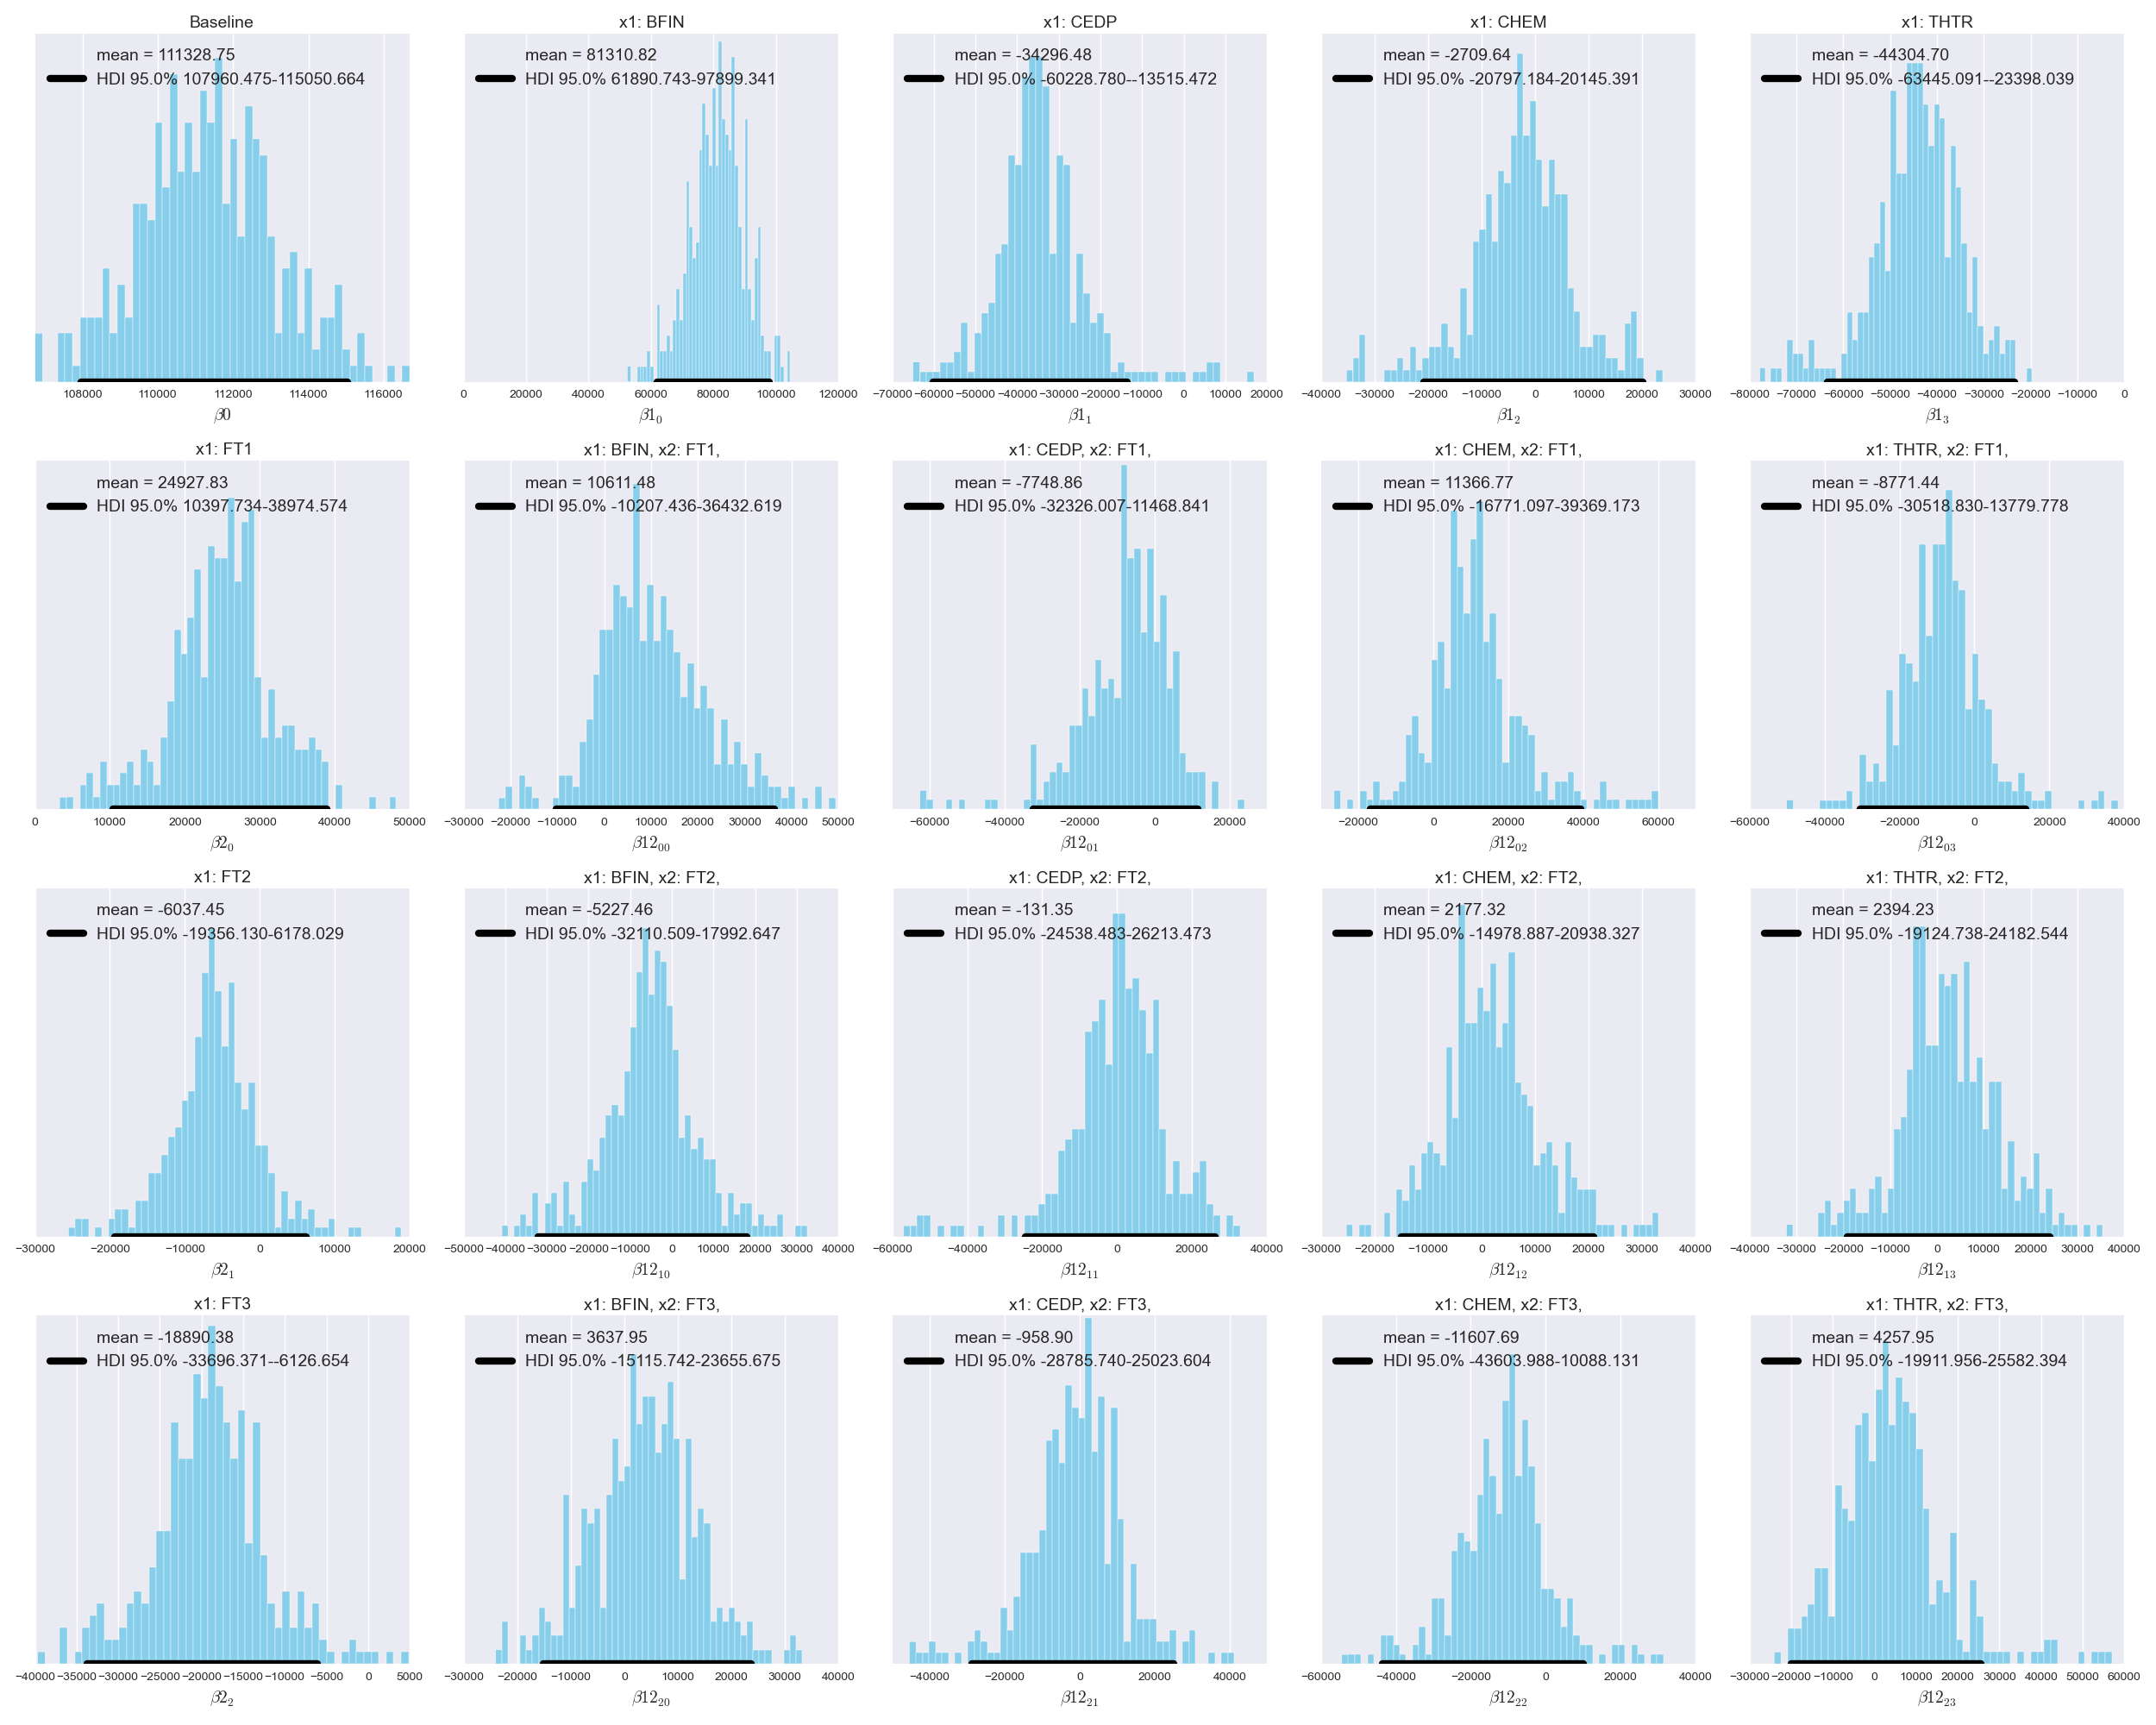 Baseline
mean = 111328.75
HDI 95.0% 107960.475-115050.664
108000 110000 112000 114000 116000
β0
x1: BFIN
mean = 81310.82
HDI 95.0% 61890.743-97899.341
0 20000 40000 60000 80000 100000 120000
β1₀
x1: CEDP
mean = -34296.48
HDI 95.0% -60228.780--13515.472
−70000 −60000 −50000 −40000 −30000 −20000 −10000 0 10000 20000
β1₁
x1: CHEM
mean = -2709.64
HDI 95.0% -20797.184-20145.391
−40000 −30000 −20000 −10000 0 10000 20000 30000
β1₂
x1: THTR
mean = -44304.70
HDI 95.0% -63445.091--23398.039
−80000 −70000 −60000 −50000 −40000 −30000 −20000 −10000 0
β1₃
x1: FT1
mean = 24927.83
HDI 95.0% 10397.734-38974.574
0 10000 20000 30000 40000 50000
β2₀
x1: BFIN, x2: FT1,
mean = 10611.48
HDI 95.0% -10207.436-36432.619
−30000 −20000 −10000 0 10000 20000 30000 40000 50000
β12₀₀
x1: CEDP, x2: FT1,
mean = -7748.86
HDI 95.0% -32326.007-11468.841
−60000 −40000 −20000 0 20000
β12₀₁
x1: CHEM, x2: FT1,
mean = 11366.77
HDI 95.0% -16771.097-39369.173
−20000 0 20000 40000 60000
β12₀₂
x1: THTR, x2: FT1,
mean = -8771.44
HDI 95.0% -30518.830-13779.778
−60000 −40000 −20000 0 20000 40000
β12₀₃
x1: FT2
mean = -6037.45
HDI 95.0% -19356.130-6178.029
−30000 −20000 −10000 0 10000 20000
β2₁
x1: BFIN, x2: FT2,
mean = -5227.46
HDI 95.0% -32110.509-17992.647
−50000 −40000 −30000 −20000 −10000 0 10000 20000 30000 40000
β12₁₀
x1: CEDP, x2: FT2,
mean = -131.35
HDI 95.0% -24538.483-26213.473
−60000 −40000 −20000 0 20000 40000
β12₁₁
x1: CHEM, x2: FT2,
mean = 2177.32
HDI 95.0% -14978.887-20938.327
−30000 −20000 −10000 0 10000 20000 30000 40000
β12₁₂
x1: THTR, x2: FT2,
mean = 2394.23
HDI 95.0% -19124.738-24182.544
−40000 −30000 −20000 −10000 0 10000 20000 30000 40000
β12₁₃
x1: FT3
mean = -18890.38
HDI 95.0% -33696.371--6126.654
−40000 −35000 −30000 −25000 −20000 −15000 −10000 −5000 0 5000
β2₂
x1: BFIN, x2: FT3,
mean = 3637.95
HDI 95.0% -15115.742-23655.675
−30000 −20000 −10000 0 10000 20000 30000 40000
β12₂₀
x1: CEDP, x2: FT3,
mean = -958.90
HDI 95.0% -28785.740-25023.604
−40000 −20000 0 20000 40000
β12₂₁
x1: CHEM, x2: FT3,
mean = -11607.69
HDI 95.0% -43603.988-10088.131
−60000 −40000 −20000 0 20000 40000
β12₂₂
x1: THTR, x2: FT3,
mean = 4257.95
HDI 95.0% -19911.956-25582.394
−30000 −20000 −10000 0 10000 20000 30000 40000 50000 60000
β12₂₃